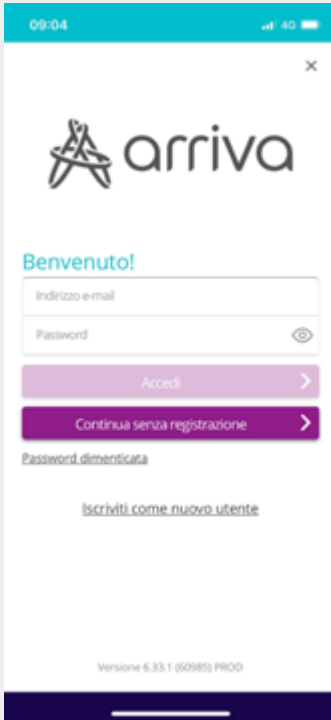 09:04
4G
arriva
Benvenuto!
Indirizzo e-mail
Password
Accedi
Continua senza registrazione
Password dimenticata
Iscriviti come nuovo utente
Versione 6.33.1 (60985) PROD